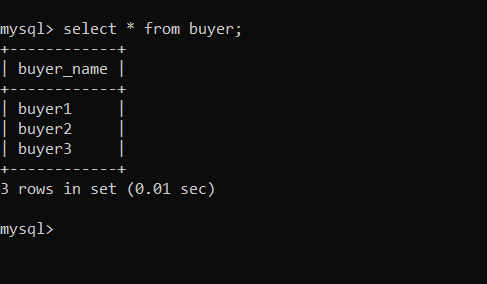 mysql> select * from buyer;
+------------+
| buyer_name |
+------------+
| buyer1     |
| buyer2     |
| buyer3     |
+------------+
3 rows in set (0.01 sec)
mysql>